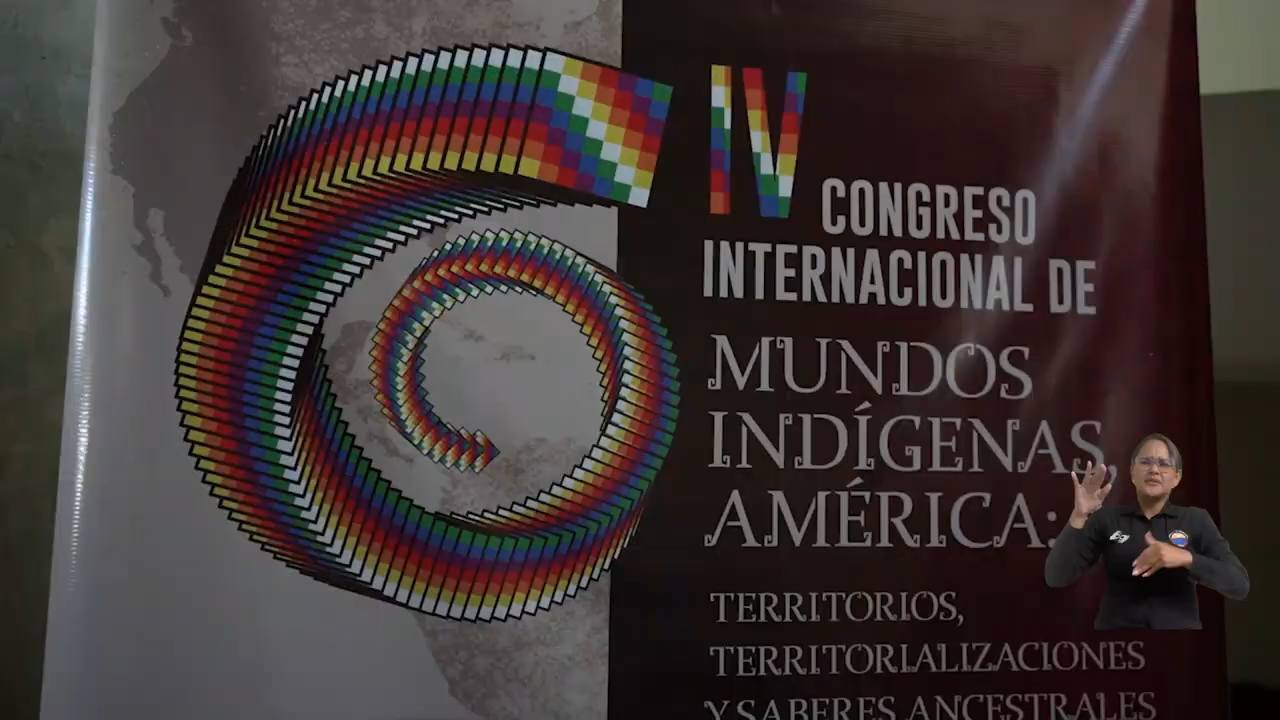 IV
CONGRESO
INTERNACIONAL DE
MUNDOS
INDÍGENAS,
AMÉRICA:
TERRITORIOS,
TERRITORIALIZACIONES
Y SABERES ANCESTRALES